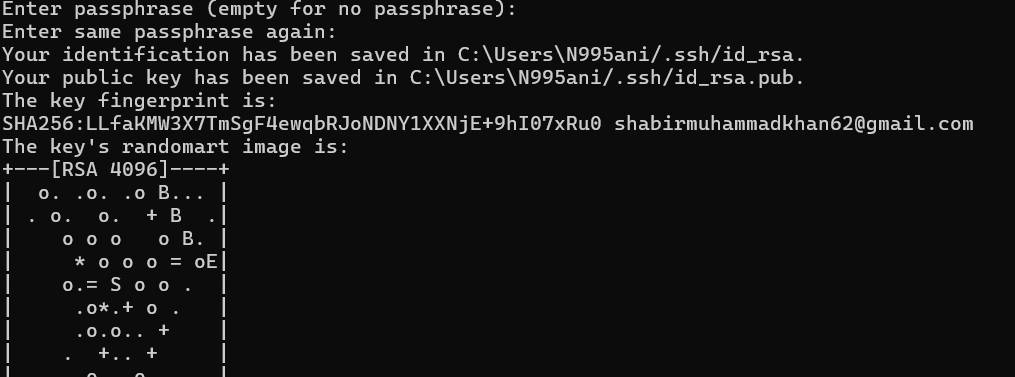 Enter passphrase (empty for no passphrase):
Enter same passphrase again:
Your identification has been saved in C:\Users\N995ani/.ssh/id_rsa.
Your public key has been saved in C:\Users\N995ani/.ssh/id_rsa.pub.
The key fingerprint is:
SHA256:LLfaKMW3X7TmSgF4ewqbRJoNDNY1XXNjE+9hI07xRu0 shabirmuhammadkhan62@gmail.com
The key's randomart image is:
+---[RSA 4096]----+
|  o. .o. .o B... |
| . o.  o.  + B  .|
|    o o o   o B. |
|     * o o o = oE|
|    o.= S o o .  |
|     .o*.+ o .   |
|     .o.o.. +    |
|    .  +.. +     |